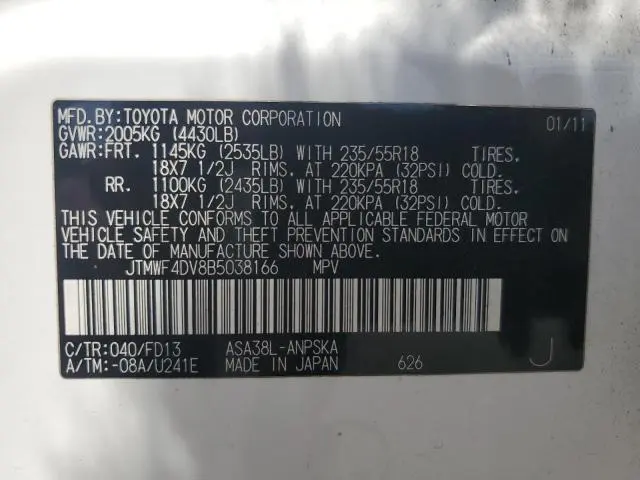 MFD.BY:TOYOTA MOTOR CORPORATION 01/11
GVWR:2005KG (4430LB)
GAWR:FRT. 1145KG (2535LB) WITH 235/55R18 TIRES.
18X7 1/2J RIMS. AT 220KPA (32PSI) COLD.
RR. 1100KG (2435LB) WITH 235/55R18 TIRES.
18X7 1/2J RIMS. AT 220KPA (32PSI) COLD.
THIS VEHICLE CONFORMS TO ALL APPLICABLE FEDERAL MOTOR
VEHICLE SAFETY AND THEFT PREVENTION STANDARDS IN EFFECT ON
THE DATE OF MANUFACTURE SHOWN ABOVE.
JTMWF4DV8B5038166 MPV
C/TR:040/FD13 ASA38L-ANPSKA
A/TM:-08A/U241E MADE IN JAPAN 626 J